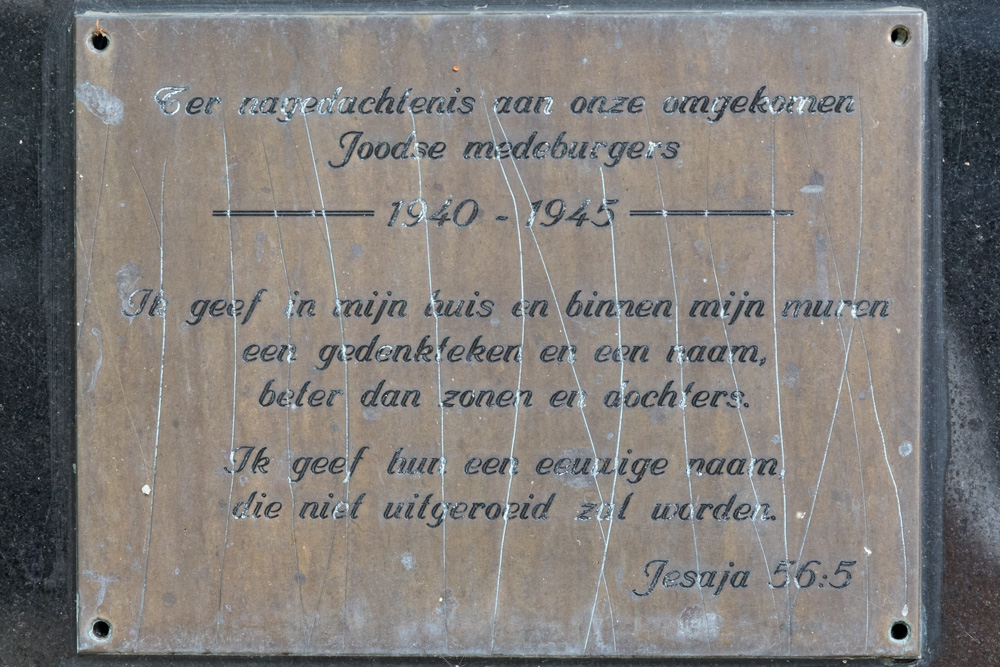 Ter nagedachtenis aan onze omgekomen
Joodse medeburgers
1940 - 1945
Ik geef in mijn huis en binnen mijn muren
een gedenkteken en een naam,
beter dan zonen en dochters.
Ik geef hun een eeuwige naam,
die niet uitgeroeid zal worden.
Jesaja 56:5